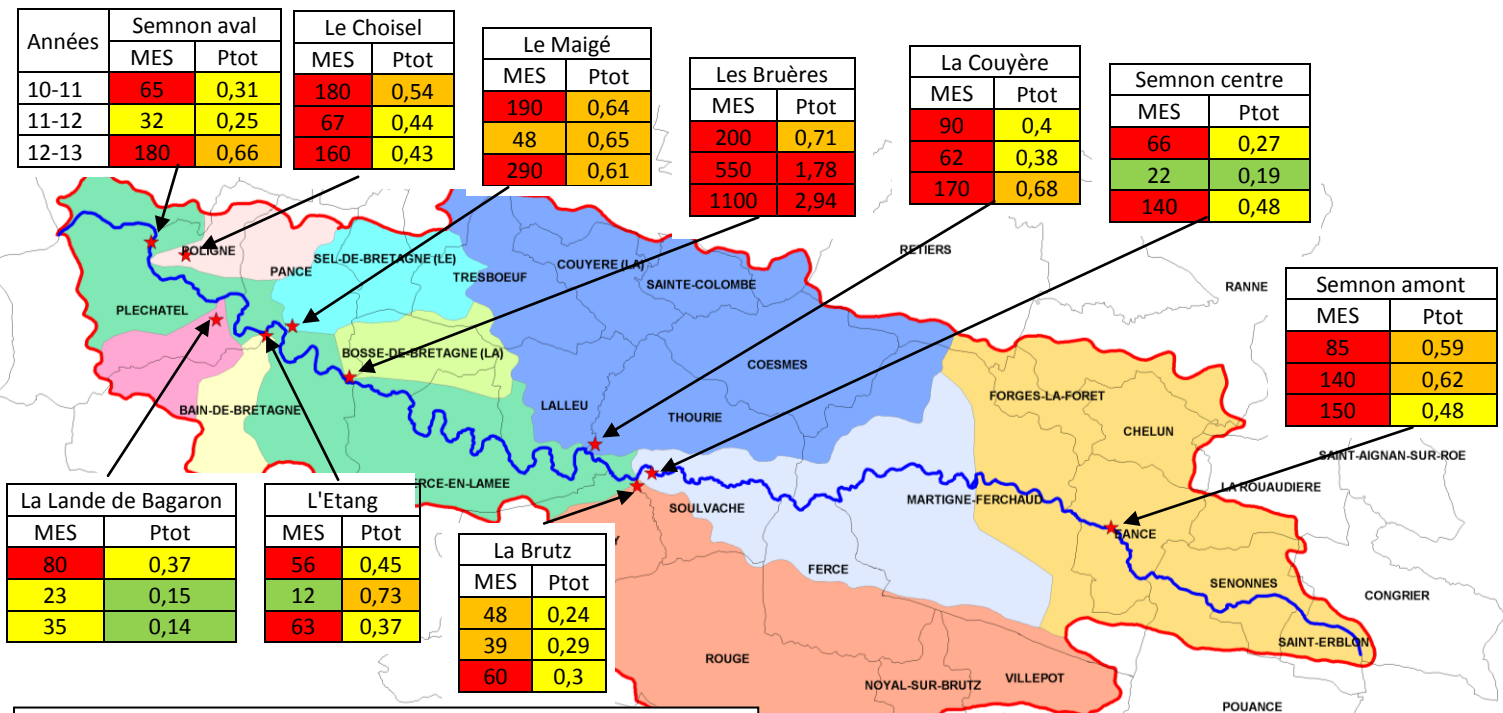 Années Semnon aval
MES Ptot
10-11 65 0,31
11-12 32 0,25
12-13 180 0,66
Le Choisel
MES Ptot
180 0,54
67 0,44
160 0,43
Le Maigé
MES Ptot
190 0,64
48 0,65
290 0,61
Les Bruères
MES Ptot
200 0,71
550 1,78
1100 2,94
La Couyère
MES Ptot
90 0,4
62 0,38
170 0,68
Semnon centre
MES Ptot
66 0,27
22 0,19
140 0,48
Semnon amont
MES Ptot
85 0,59
140 0,62
150 0,48
POLIGNE
PANCE
SEL-DE-BRETAGNE (LE)
TRESBOEUF
COUYERE (LA)
SAINTE-COLOMBE
RETIERS
RANNE
PLECHATEL
BOSSE-DE-BRETAGNE (LA)
COESMES
BAIN-DE-BRETAGNE
LALLEU
THOURIE
FORGES-LA-FORET
CHELUN
SAINT-AIGNAN-SUR-ROE
LA ROUAUDIERE
ERCE-EN-LAMEE
SOULVACHE
MARTIGNE-FERCHAUD
EANCE
FERCE
SENONNES
CONGRIER
SAINT-ERBLON
ROUGE
NOYAL-SUR-BRUTZ
VILLEPOT
POUANCE
La Lande de Bagaron
MES Ptot
80 0,37
23 0,15
35 0,14
L'Etang
MES Ptot
56 0,45
12 0,73
63 0,37
La Brutz
MES Ptot
48 0,24
39 0,29
60 0,3